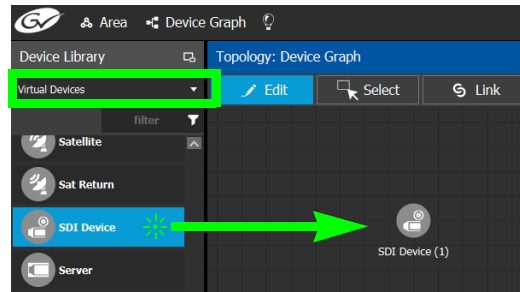 GV Area Device Graph
Device Library
Topology: Device Graph
Virtual Devices
Edit Select Link
filter
Satellite
Sat Return
SDI Device
SDI Device (1)
Server